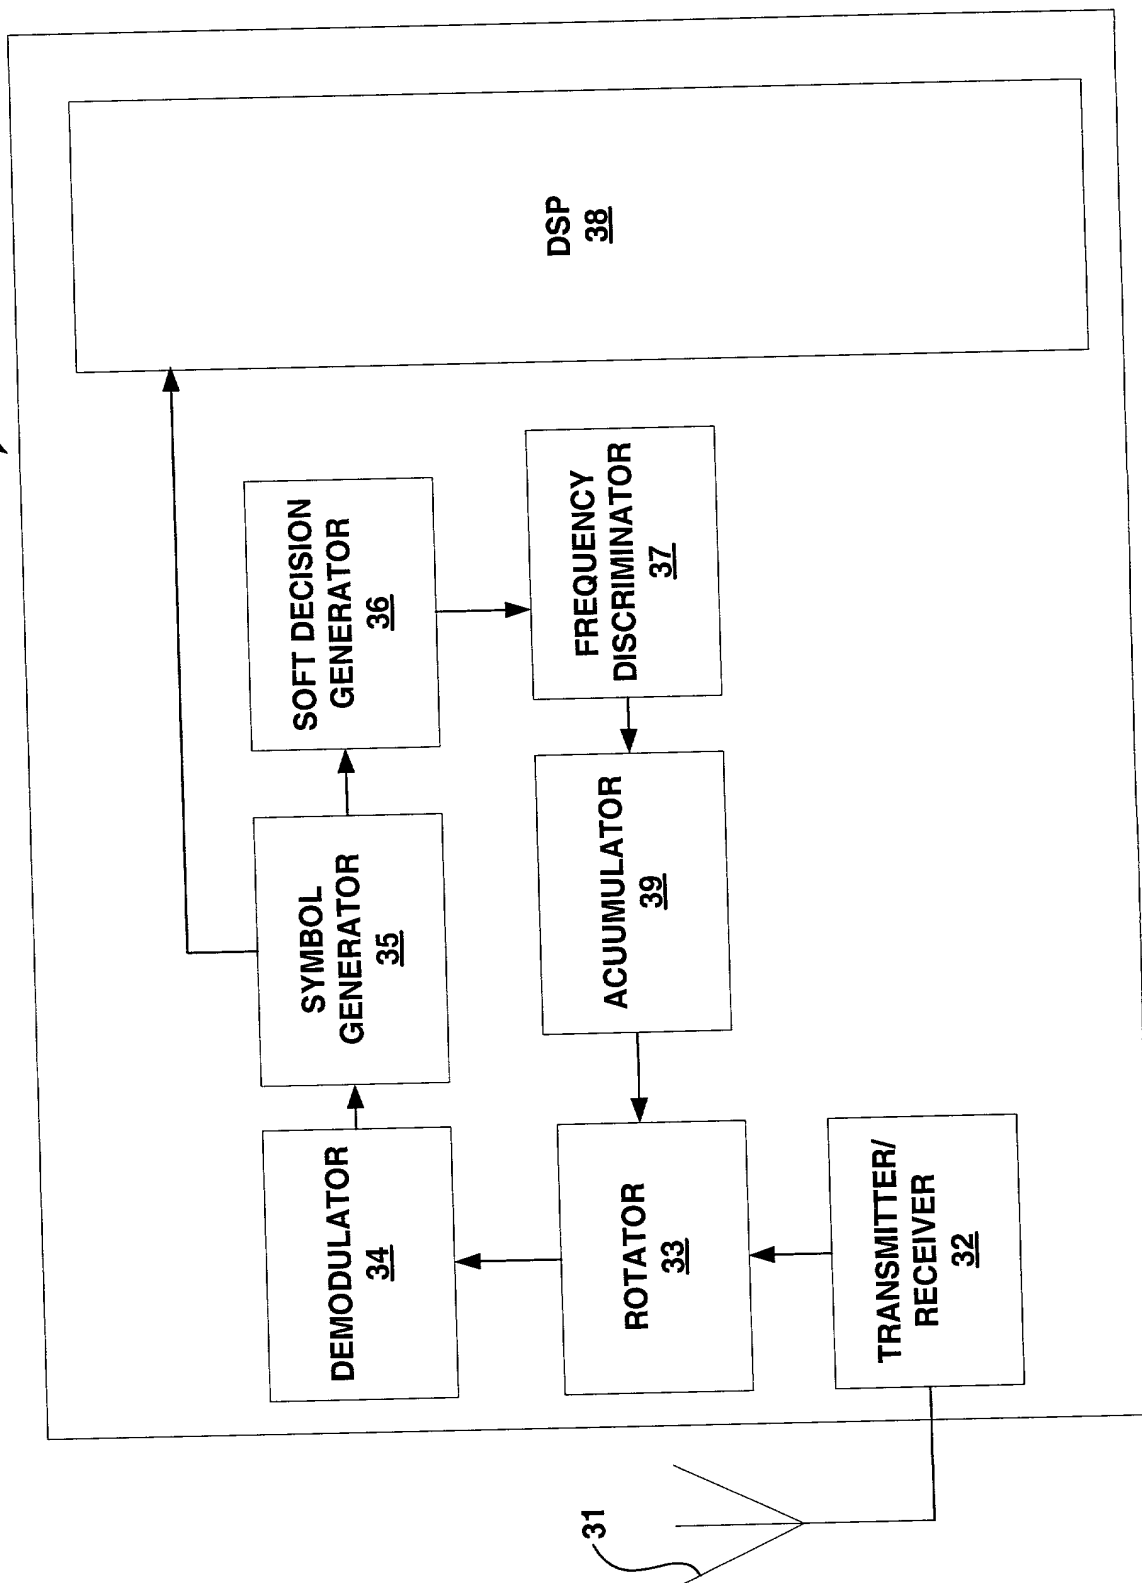 DEMODULATOR
34
SYMBOL
GENERATOR
35
SOFT DECISION
GENERATOR
36
DSP
38
ROTATOR
33
ACUUMULATOR
39
FREQUENCY
DISCRIMINATOR
37
TRANSMITTER/
RECEIVER
32
31